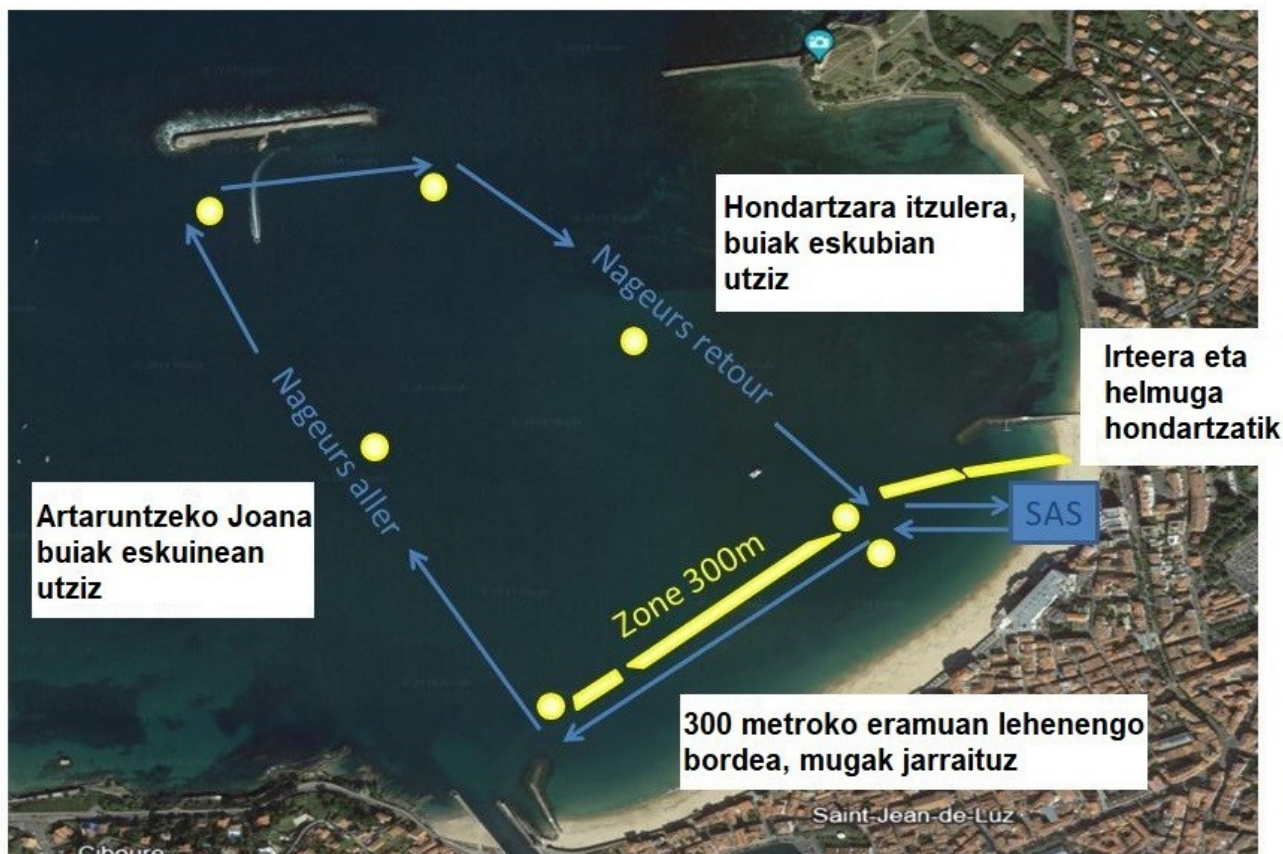 Hondartzara itzulera,
buiak eskubian
utziz
Nageurs retour
Irteera eta
helmuga
hondartzatik
Nageurs aller
Artaruntzeko Joana
buiak eskuinean
utziz
SAS
Zone 300m
300 metroko eramuan lehenengo
bordea, mugak jarraituz
Saint-Jean-de-Luz
Ciboure